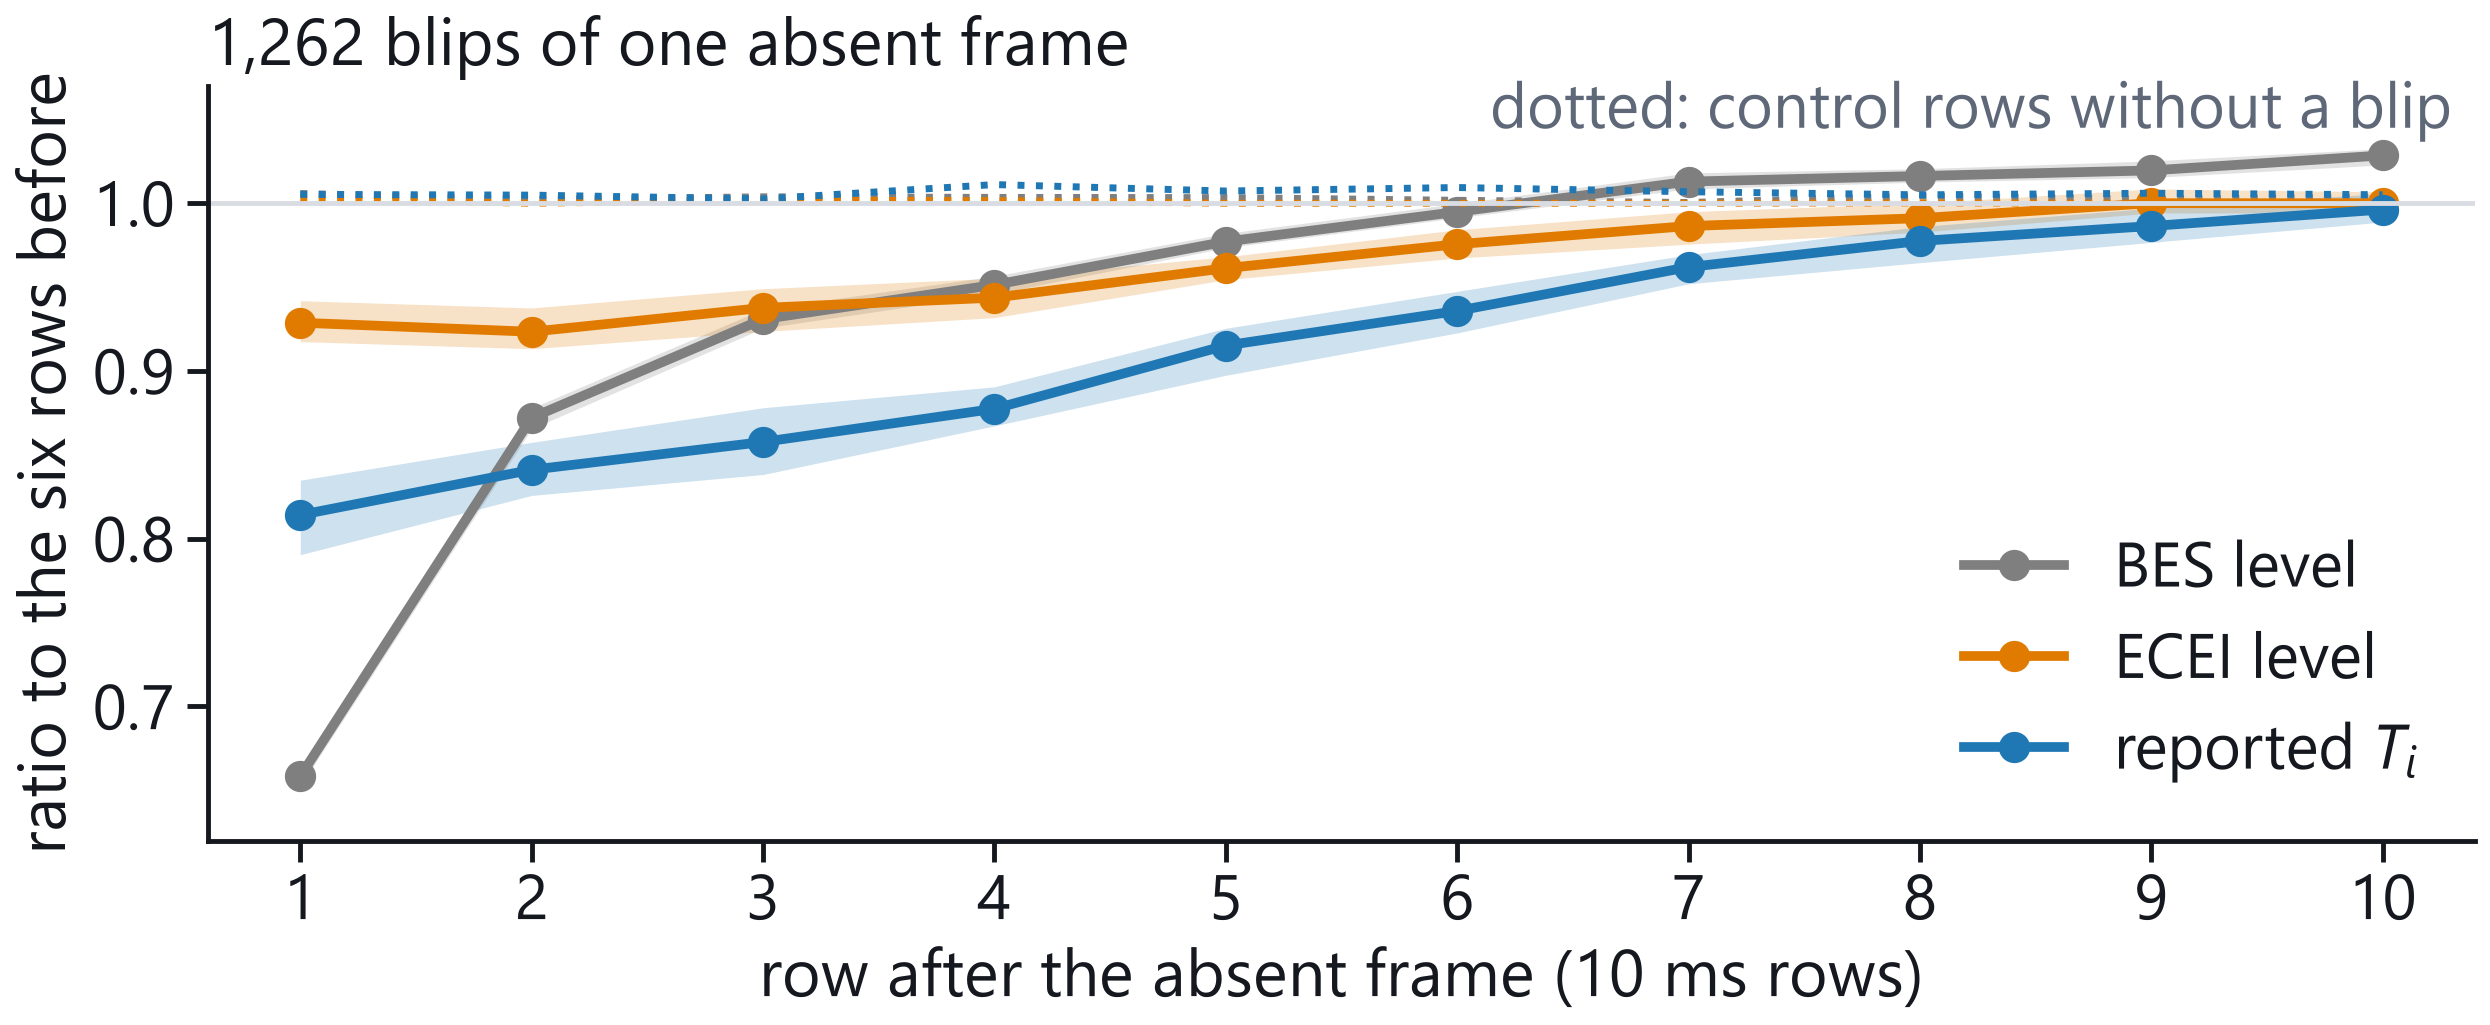 1,262 blips of one absent frame
dotted: control rows without a blip
ratio to the six rows before
1.0
0.9
0.8
0.7
BES level
ECEI level
reported Ti
1 2 3 4 5 6 7 8 9 10
row after the absent frame (10 ms rows)